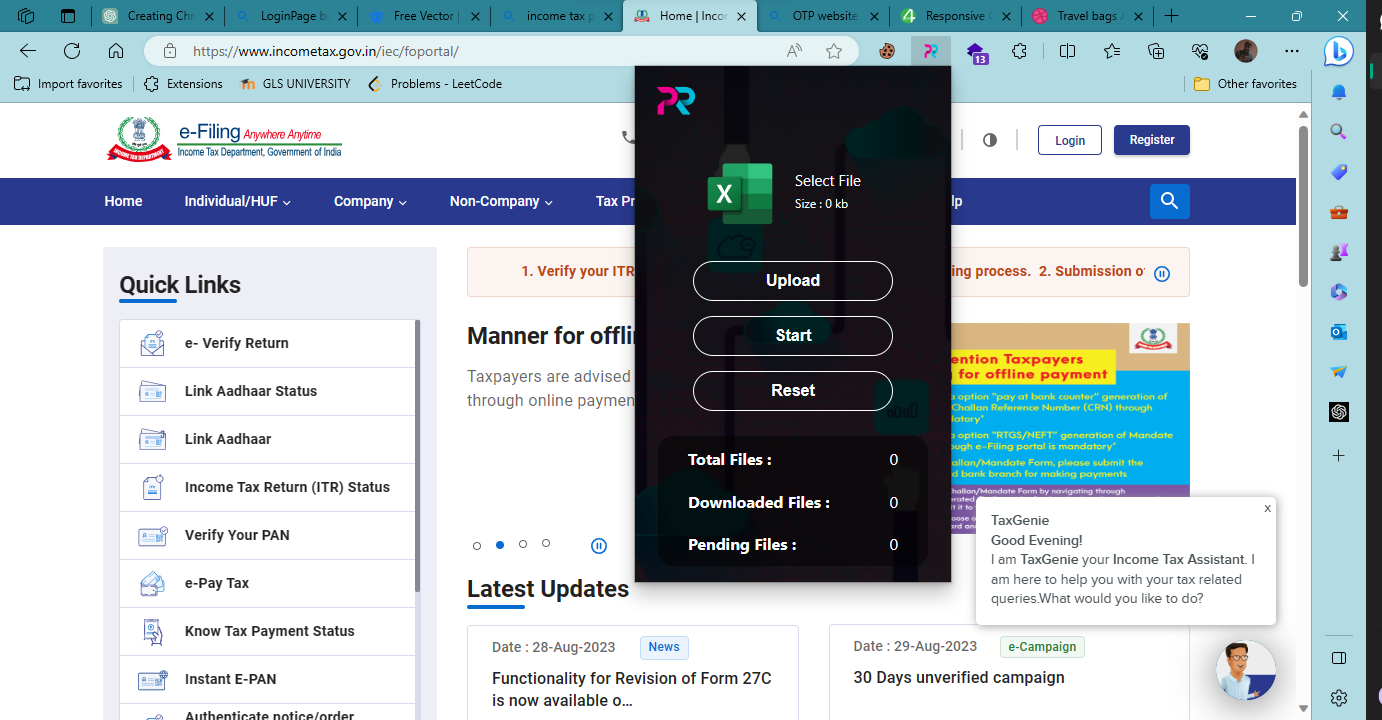 Creating Chr
LoginPage b
Free Vector |
income tax p
Home | Incon
OTP website
Responsive C
Travel bags /
https://www.incometax.gov.in/iec/foportal/
13
Import favorites
Extensions
GLS UNIVERSITY
Problems - LeetCode
Other favorites
e-Filing Anywhere Anytime
Income Tax Department, Government of India
INCOME TAX DEPARTMENT
Login
Register
Home
Individual/HUF
Company
Non-Company
Tax Pr
lp
PR
X
Select File
Size : 0 kb
Upload
Start
Reset
Total Files : 0
Downloaded Files : 0
Pending Files : 0
Quick Links
e- Verify Return
Link Aadhaar Status
Link Aadhaar
Income Tax Return (ITR) Status
Verify Your PAN
e-Pay Tax
Know Tax Payment Status
Instant E-PAN
Authenticate notice/order
1. Verify your ITR
ing process. 2. Submission o
Manner for offli
Taxpayers are advised
through online paymen
ention Taxpayers
for offline payment
a option "pay at bank counter" generation of
Challan Reference Number (CRN) through
datory"
a option "RTGS/NEFT" generation of Mandate
ough e-Filing portal is mandatory"
allan/Mandate Form, please submit the
d bank branch for making payments
Challan/Mandate Form by navigating through
Latest Updates
Date : 28-Aug-2023
News
Functionality for Revision of Form 27C
is now available o...
Date : 29-Aug-2023
e-Campaign
30 Days unverified campaign
x
TaxGenie
Good Evening!
I am TaxGenie your Income Tax Assistant. I
am here to help you with your tax related
queries.What would you like to do?